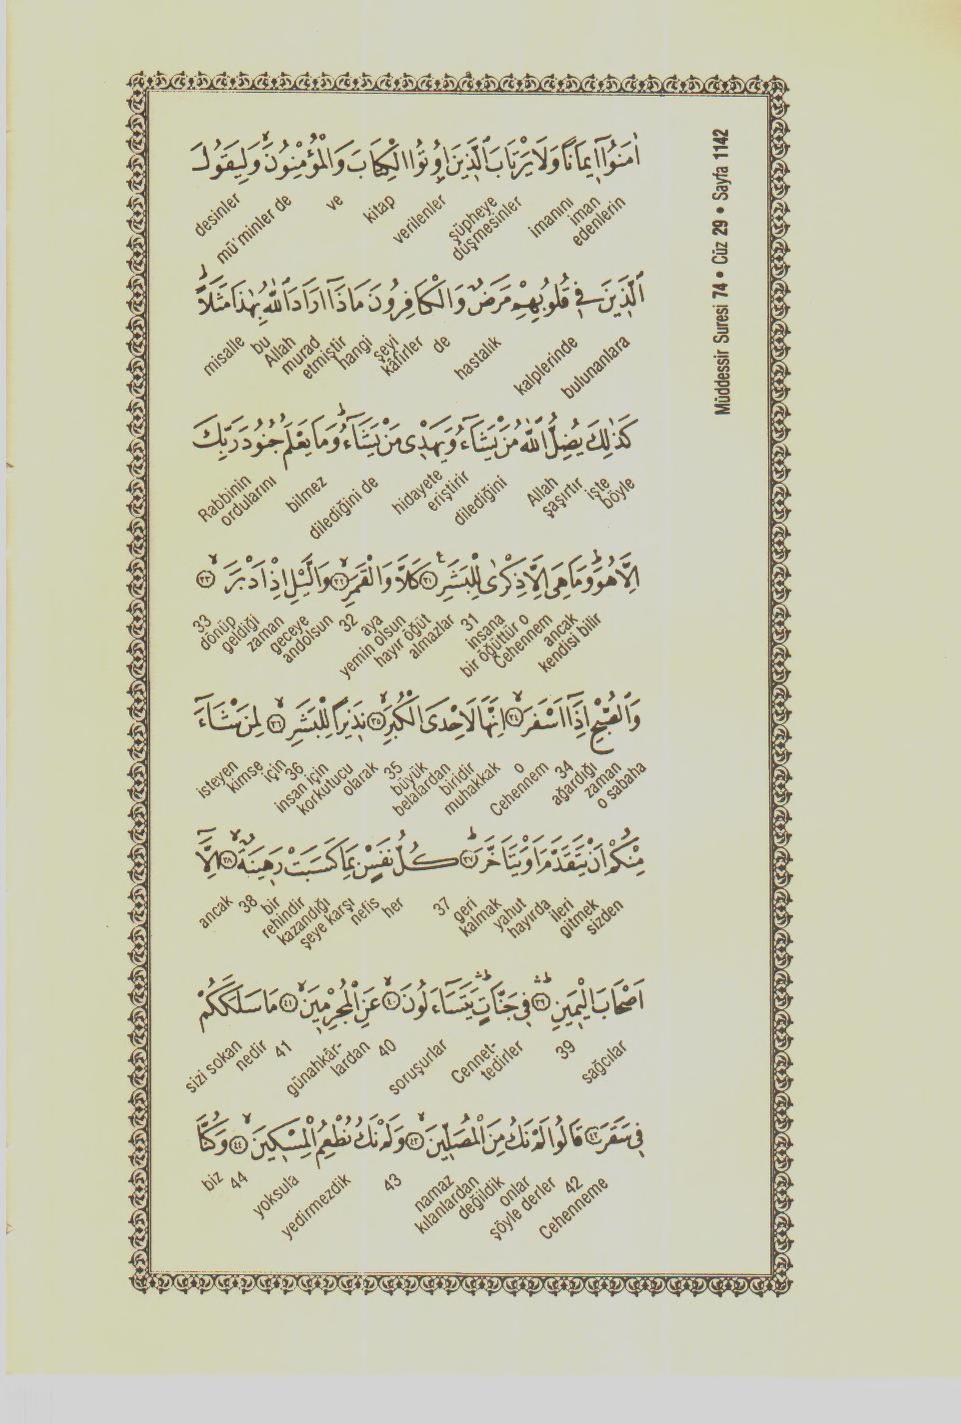 Müddessir Suresi 74 • Cüz 29 • Sayfa 1142
اٰمَنُٓوا ا۪يمَاناً وَلَا يَرْتَابَ الَّذ۪ينَ اُو۫تُوا الْكِتَابَ وَالْمُؤْمِنُونَۙ وَلِيَقُولَ
iman edenlerin imanını şüpheye düşmesinler verilenler kitap ve mü'minler de desinler
اَلَّذ۪ينَ ف۪ي قُلُوبِهِمْ مَرَضٌ وَالْكَافِرُونَ مَاذَٓا اَرَادَ اللّٰهُ بِهٰذَا مَثَلاًۜ
bulunanlara kalplerinde hastalık de kâfirler şeyi hangi murad etmiştir Allah bu misalle
كَذٰلِكَ يُضِلُّ اللّٰهُ مَنْ يَشَٓاءُ وَيَهْد۪ي مَنْ يَشَٓاءُۜ وَمَا يَعْلَمُ جُنُودَ رَبِّكَ
işte böyle Allah şaşırtır dilediğini hidayete eriştirir dilediğini de bilmez Rabbinin ordularını
اِلَّا هُوَۜ وَمَا هِيَ اِلَّا ذِكْرٰى لِلْبَشَرِ۟ ﴿٣١﴾ كَلَّا وَالْقَمَرِۙ ﴿٣٢﴾ وَالَّيْلِ اِذْ اَدْبَرَۙ ﴿٣٣﴾
ancak kendisi bilir Cehennem bir öğüttür o insana 31 hayır öğüt almazlar aya yemin olsun 32 geceye andolsun zaman dönüp geldiği 33
وَالصُّبْحِ اِذَٓا اَسْفَرَۙ ﴿٣٤﴾ اِنَّهَا لَاِحْدَى الْكُبَرِۙ ﴿٣٥﴾ نَذ۪يراً لِلْبَشَرِۙ ﴿٣٦﴾ لِمَنْ شَٓاءَ
o sabaha zaman ağardığı 34 Cehennem o muhakkak biridir büyük belalardan 35 korkutucu olarak insan için 36 için kimse isteyen
مِنْكُمْ اَنْ يَتَقَدَّمَ اَوْ يَتَاَخَّرَۜ ﴿٣٧﴾ كُلُّ نَفْسٍ بِمَا كَسَبَتْ رَه۪ينَةٌۙ ﴿٣٨﴾ اِلَّٓا
sizden ileri gitmek hayırda yahut geri kalmak 37 her nefis kazandığı şeye karşı bir rehindir 38 ancak
اَصْحَابَ الْيَم۪ينِۜۛ ﴿٣٩﴾ ف۪ي جَنَّاتٍۜۛ يَتَسَٓاءَلُونَۙ ﴿٤٠﴾ عَنِ الْمُجْرِم۪ينَۙ ﴿٤١﴾ مَا سَلَكَكُمْ
sağcılar 39 Cennet-tedirler soruşurlar 40 günahkâr-lardan 41 nedir sizi sokan
ف۪ي سَقَرَ ﴿٤٢﴾ قَالُوا لَمْ نَكُ مِنَ الْمُصَلّ۪ينَۙ ﴿٤٣﴾ وَلَمْ نَكُ نُطْعِمُ الْمِسْك۪ينَۙ ﴿٤٤﴾ وَكُنَّا
Cehenneme 42 şöyle derler onlar değildik namaz kılanlardan 43 yedirmezdik yoksula 44 biz